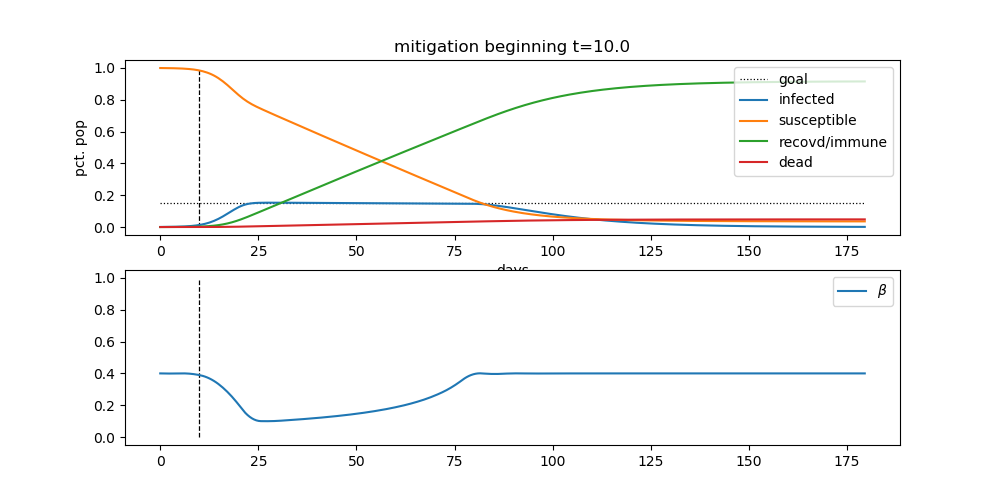 mitigation beginning t=10.0
pct. pop
1.0
0.8
0.6
0.4
0.2
0.0
goal
infected
susceptible
recovd/immune
dead
0 25 50 75 100 125 150 175
days
1.0
0.8
0.6
0.4
0.2
0.0
β
0 25 50 75 100 125 150 175